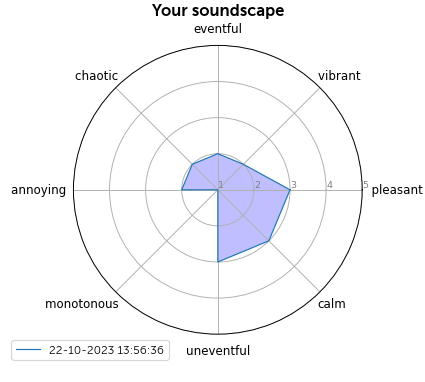 Your soundscape
eventful
chaotic
vibrant
annoying
1
2
3
4
5
pleasant
monotonous
calm
uneventful
22-10-2023 13:56:36